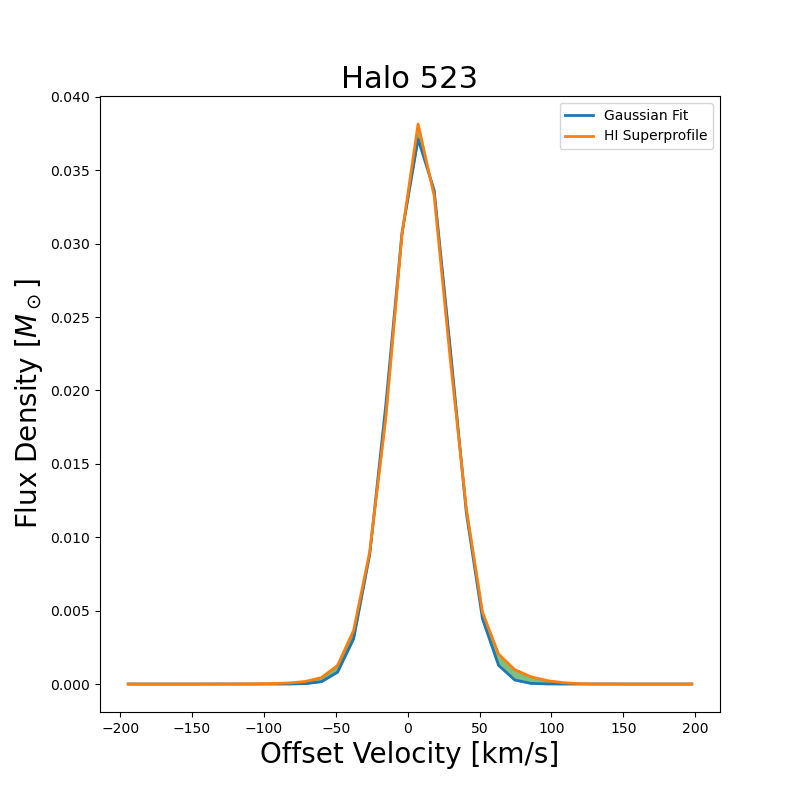 Halo 523
Gaussian Fit
HI Superprofile
Flux Density [M⊙]
0.040
0.035
0.030
0.025
0.020
0.015
0.010
0.005
0.000
−200 −150 −100 −50 0 50 100 150 200
Offset Velocity [km/s]